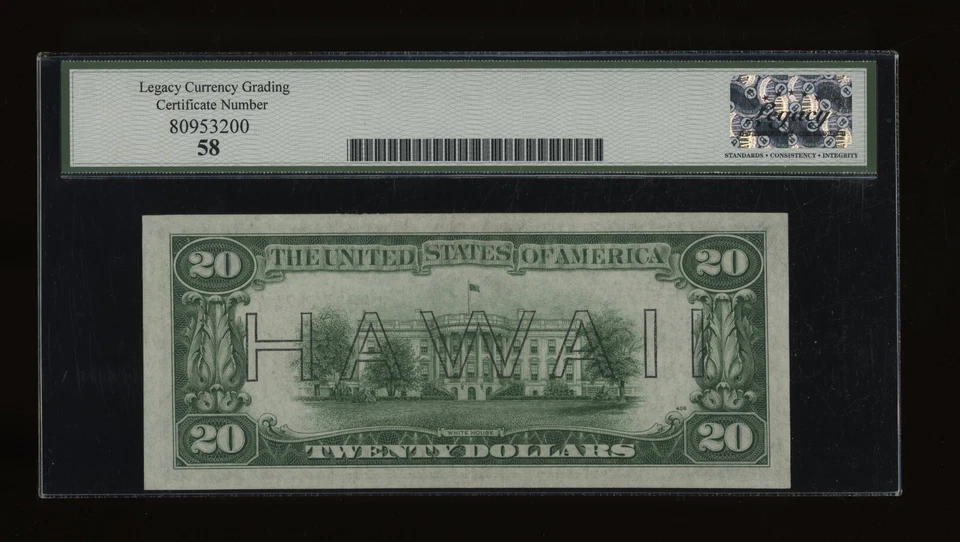 Legacy Currency Grading
Certificate Number
80953200
58
Legacy
STANDARDS • CONSISTENCY • INTEGRITY
20 THE UNITED STATES OF AMERICA 20
HAWAII
WHITE HOUSE
20 TWENTY DOLLARS 20